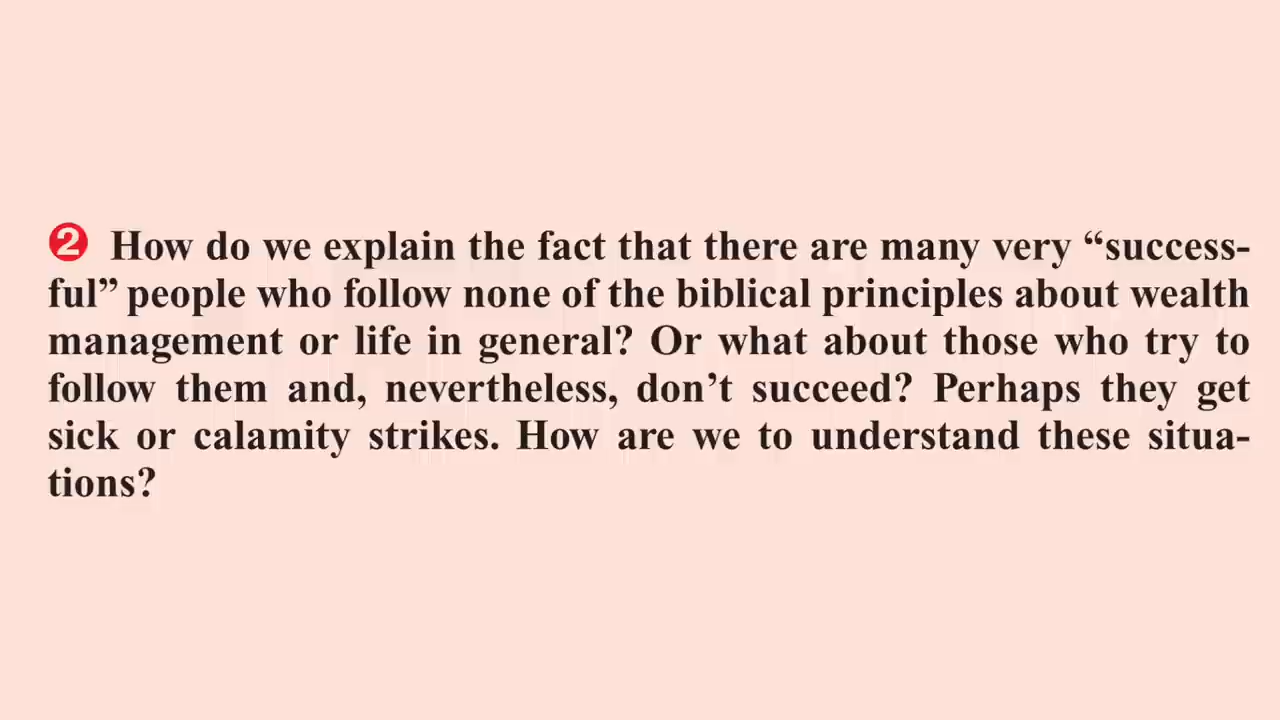 ❷ How do we explain the fact that there are many very “success-
ful” people who follow none of the biblical principles about wealth
management or life in general? Or what about those who try to
follow them and, nevertheless, don’t succeed? Perhaps they get
sick or calamity strikes. How are we to understand these situa-
tions?